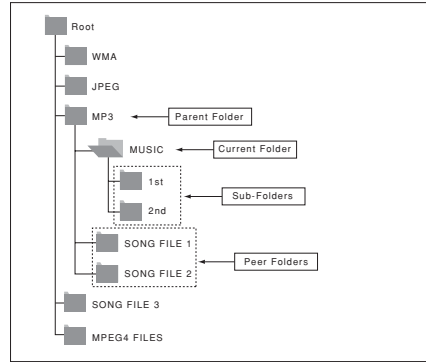 Root
WMA
JPEG
MP3
Parent Folder
MUSIC
Current Folder
1st
2nd
Sub-Folders
SONG FILE 1
SONG FILE 2
Peer Folders
SONG FILE 3
MPEG4 FILES